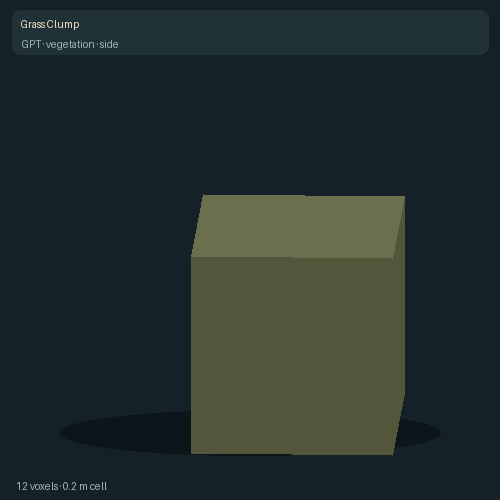 GrassClump
GPT · vegetation · side
12 voxels · 0.2 m cell